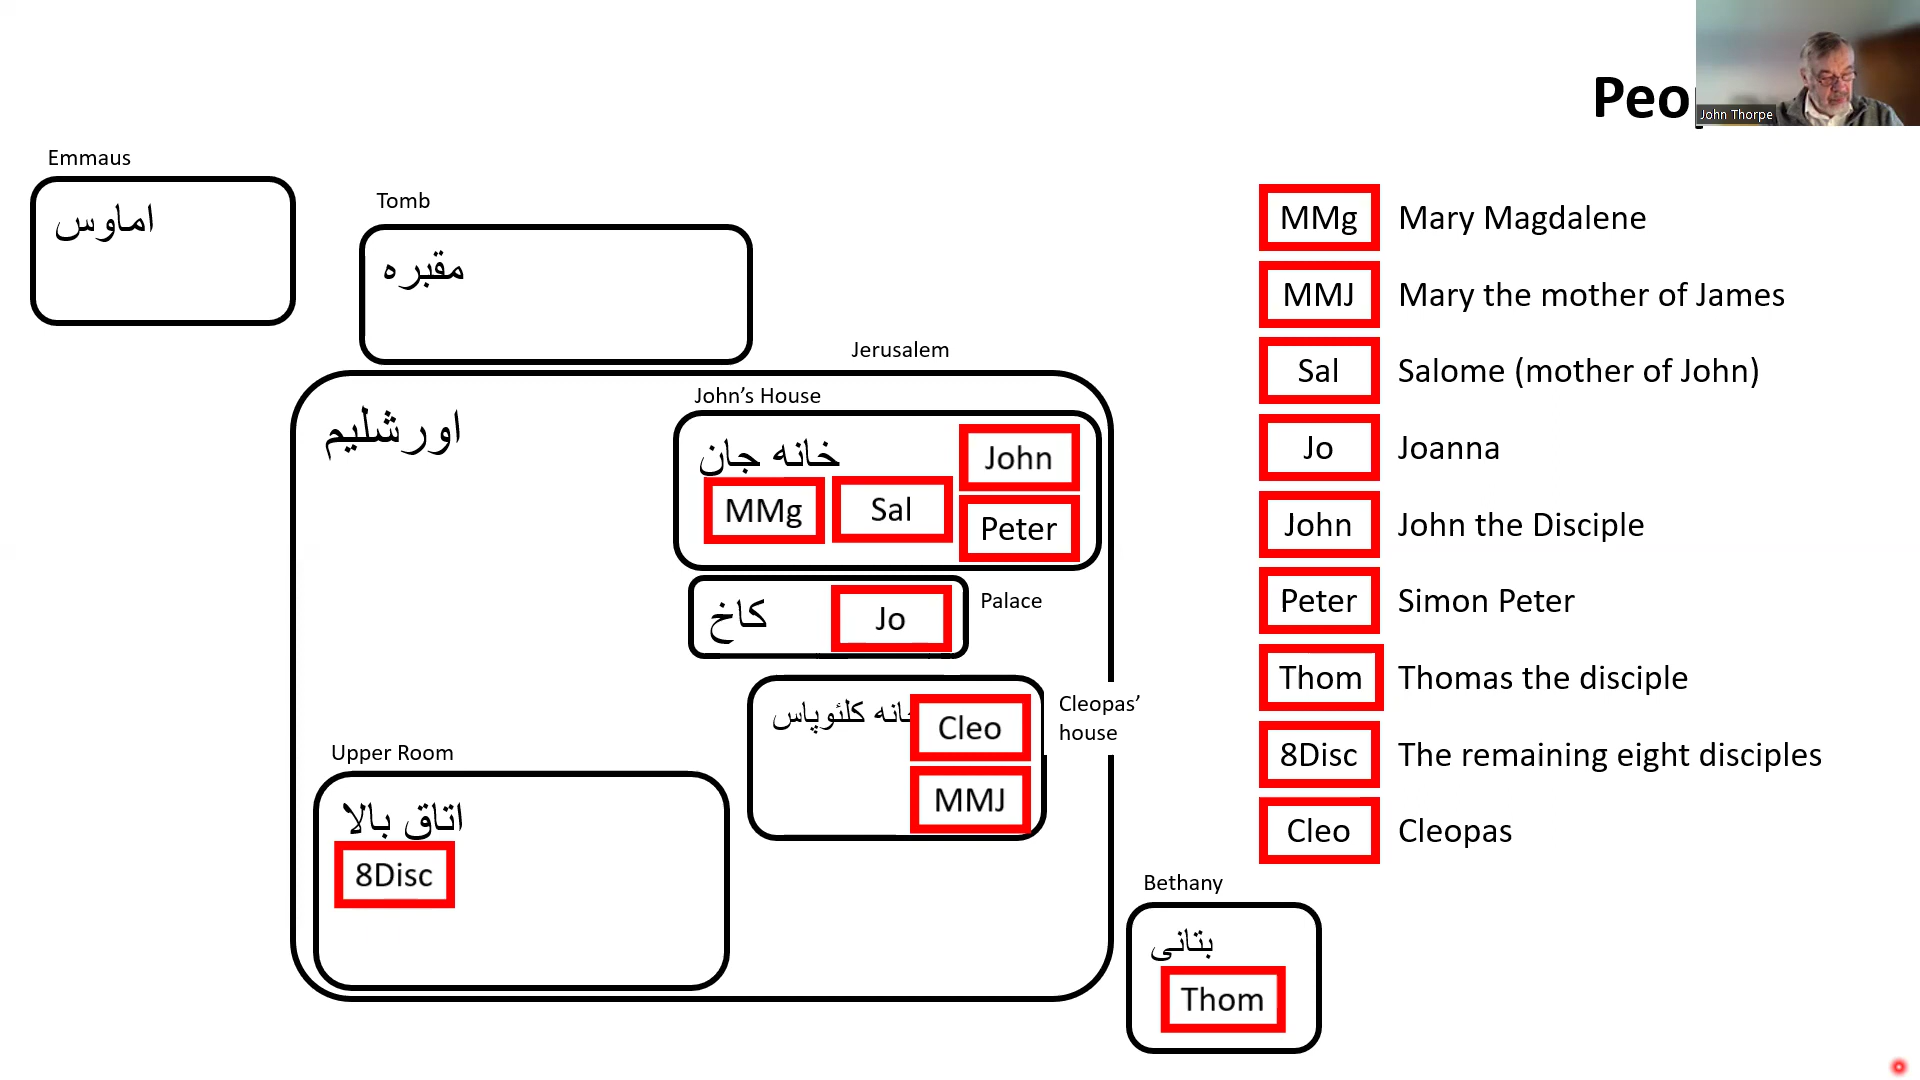 Peo
John Thorpe
Emmaus
اماوس
Tomb
مقبره
Jerusalem
اورشلیم
John's House
خانه جان
John
MMg
Sal
Peter
کاخ
Jo
Palace
کلئوپاس
Cleo
MMJ
Cleopas'
house
Upper Room
اتاق بالا
8Disc
Bethany
بتانی
Thom
MMg Mary Magdalene
MMJ Mary the mother of James
Sal Salome (mother of John)
Jo Joanna
John John the Disciple
Peter Simon Peter
Thom Thomas the disciple
8Disc The remaining eight disciples
Cleo Cleopas